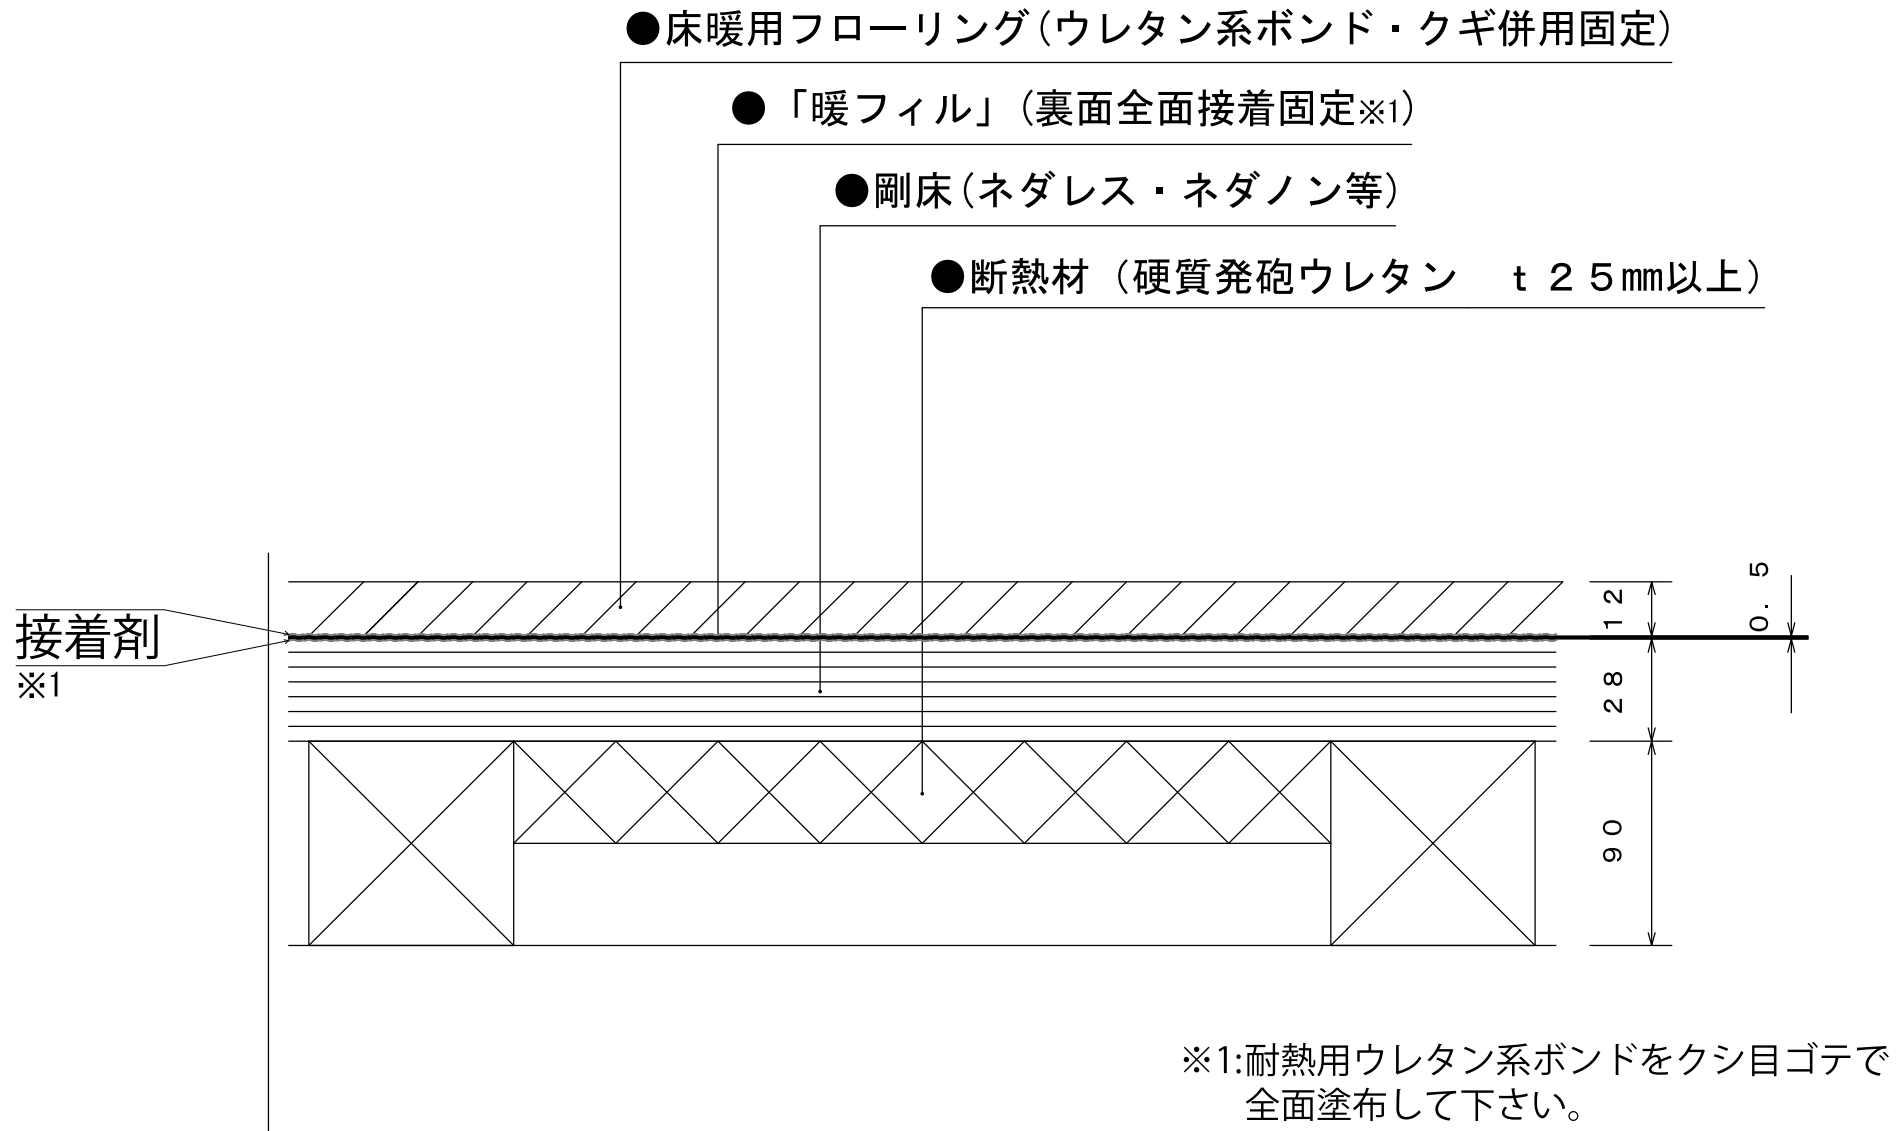 ●床暖用フローリング(ウレタン系ボンド・クギ併用固定)
●「暖フィル」(裏面全面接着固定※1)
●剛床(ネダレス・ネダノン等)
●断熱材（硬質発砲ウレタン　ｔ２５㎜以上）
接着剤
※1
１２
０．５
２８
９０
※1:耐熱用ウレタン系ボンドをクシ目ゴテで
全面塗布して下さい。